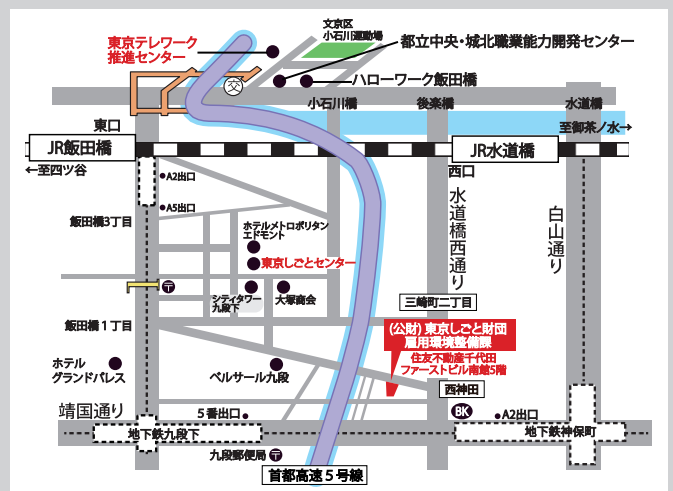 文京区
小石川運動場
東京テレワーク
推進センター
都立中央・城北職業能力開発センター
交
ハローワーク飯田橋
小石川橋
後楽橋
水道橋
東口
至御茶ノ水→
JR飯田橋
JR水道橋
←至四ツ谷
西口
A2出口
水道橋西通り
白山通り
A5出口
飯田橋3丁目
ホテルメトロポリタン
エドモント
東京しごとセンター
〒
シティタワー
九段下
大塚商会
三崎町二丁目
飯田橋1丁目
(公財)東京しごと財団
雇用環境整備課
住友不動産千代田
ファーストビル南館5階
ホテル
グランドパレス
ベルサール九段
西神田
靖国通り
5番出口
BK
A2出口
地下鉄九段下
地下鉄神保町
九段郵便局
〒
首都高速5号線